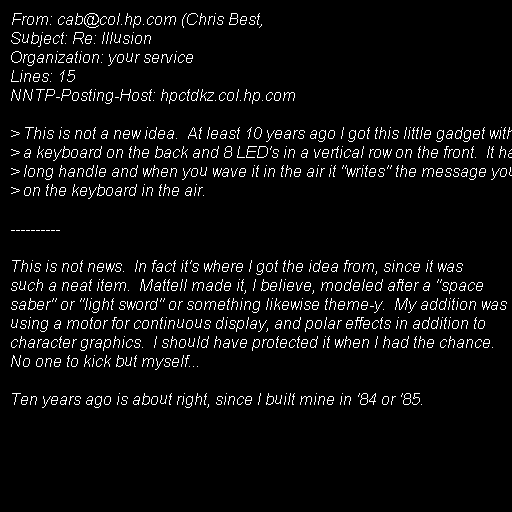 From: cab@col.hp.com (Chris Best,
Subject: Re: Illusion
Organization: your service
Lines: 15
NNTP-Posting-Host: hpctdkz.col.hp.com

> This is not a new idea.  At least 10 years ago I got this little gadget with
> a keyboard on the back and 8 LED's in a vertical row on the front.  It
> long handle and when you wave it in the air it "writes" the message
> on the keyboard in the air.

----------

This is not news.  In fact it's where I got the idea from, since it was
such a neat item.  Mattell made it, I believe, modeled after a "space
saber" or "light sword" or something likewise theme-y.  My addition was
using a motor for continuous display, and polar effects in addition to
character graphics.  I should have protected it when I had the chance.
No one to kick but myself...

Ten years ago is about right, since I built mine in '84 or '85.